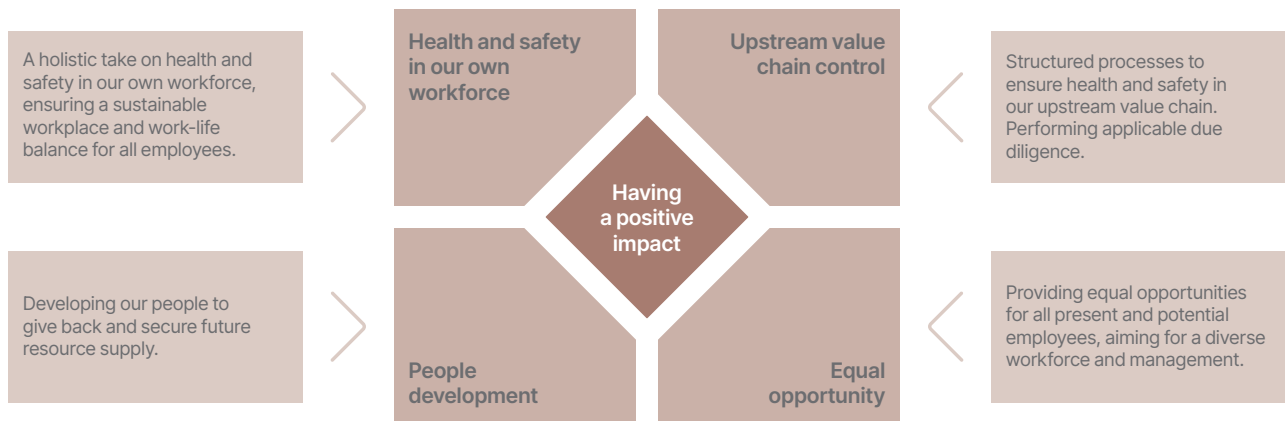 A holistic take on health and
safety in our own workforce,
ensuring a sustainable
workplace and work-life
balance for all employees.
Health and safety
in our own
workforce
Upstream value
chain control
Structured processes to
ensure health and safety in
our upstream value chain.
Performing applicable due
diligence.
Having
a positive
impact
Developing our people to
give back and secure future
resource supply.
People
development
Equal
opportunity
Providing equal opportunities
for all present and potential
employees, aiming for a diverse
workforce and management.